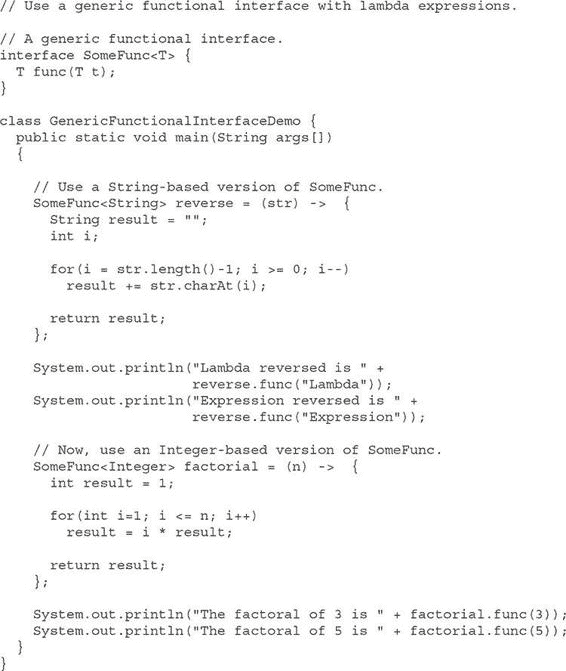 // Use a generic functional interface with lambda expressions.
// A generic functional interface.
interface SomeFunc<T> {
  T func(T t);
}
class GenericFunctionalInterfaceDemo {
  public static void main(String args[])
  {
    // Use a String-based version of SomeFunc.
    SomeFunc<String> reverse = (str) ->  {
      String result = "";
      int i;
      for(i = str.length()-1; i >= 0; i--)
        result += str.charAt(i);
      return result;
    };
    System.out.println("Lambda reversed is " +
                       reverse.func("Lambda"));
    System.out.println("Expression reversed is " +
                       reverse.func("Expression"));
    // Now, use an Integer-based version of SomeFunc.
    SomeFunc<Integer> factorial = (n) ->  {
      int result = 1;
      for(int i=1; i <= n; i++)
        result = i * result;
      return result;
    };
    System.out.println("The factoral of 3 is " + factorial.func(3));
    System.out.println("The factoral of 5 is " + factorial.func(5));
  }
}